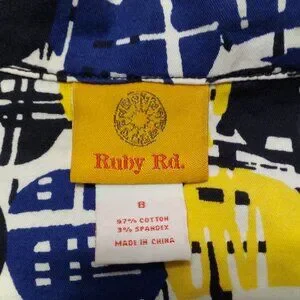 Ruby Rd.
8
97% COTTON
3% SPANDEX
MADE IN CHINA